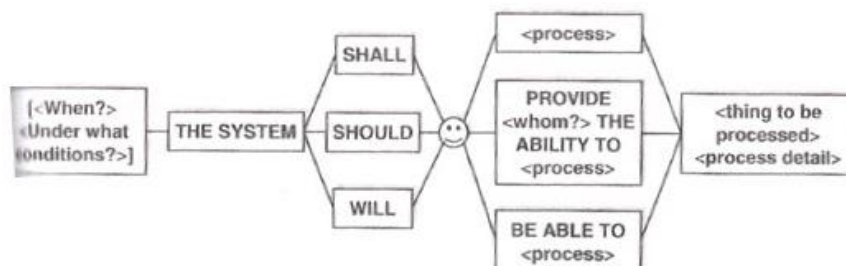 [<When?>
<Under what
conditions?>]
THE SYSTEM
SHALL
SHOULD
WILL
<process>
PROVIDE
<whom?> THE
ABILITY TO
<process>
BE ABLE TO
<process>
<thing to be
processed>
<process detail>